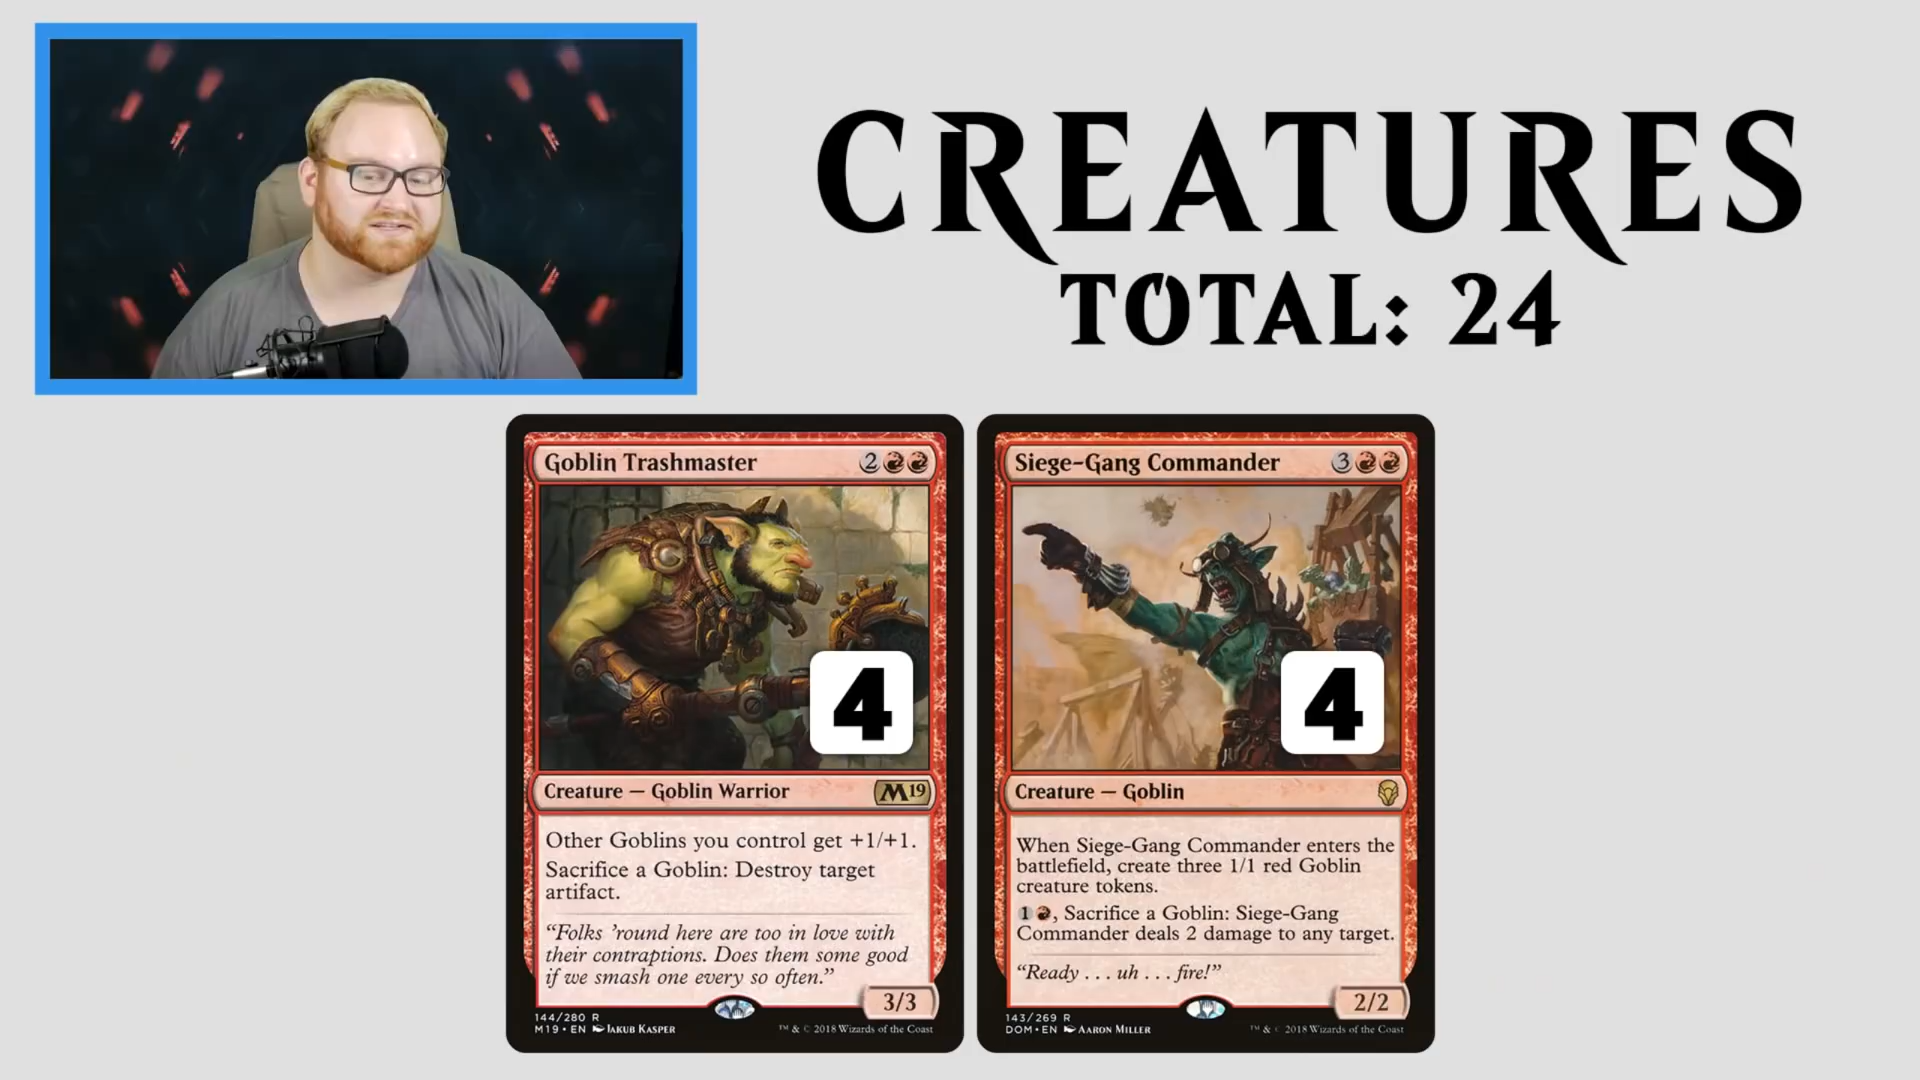 CREATURES
TOTAL: 24
Goblin Trashmaster 2
4
Creature — Goblin Warrior M19
Other Goblins you control get +1/+1.
Sacrifice a Goblin: Destroy target
artifact.
“Folks ’round here are too in love with
their contraptions. Does them some good
if we smash one every so often.”
3/3
144/280 R
M19 • EN Jakub Kasper ™ & © 2018 Wizards of the Coast
Siege-Gang Commander 3
4
Creature — Goblin
When Siege-Gang Commander enters the
battlefield, create three 1/1 red Goblin
creature tokens.
1, Sacrifice a Goblin: Siege-Gang
Commander deals 2 damage to any target.
“Ready . . . uh . . . fire!”
2/2
143/269 R
DOM • EN Aaron Miller ™ & © 2018 Wizards of the Coast